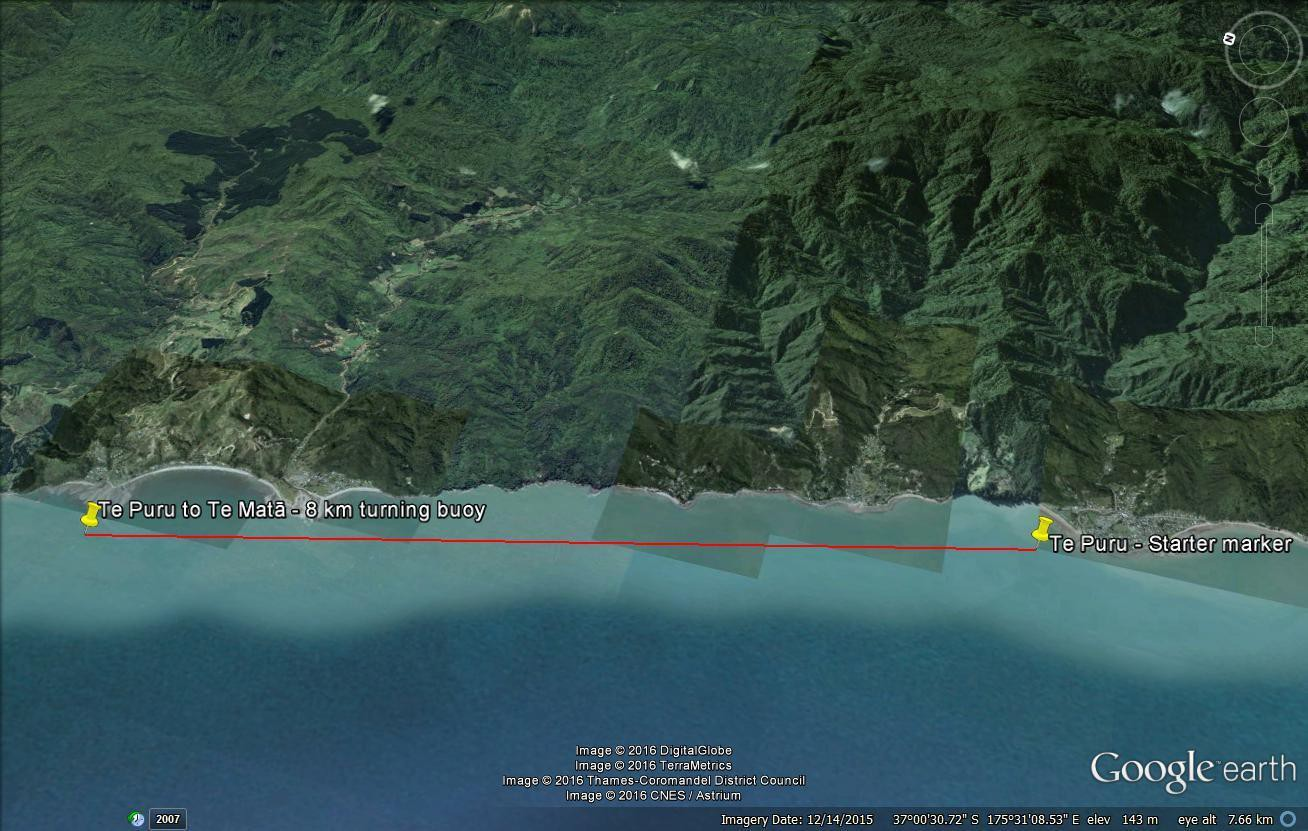 N
Te Puru to Te Matā - 8 km turning buoy
Te Puru - Starter marker
Image © 2016 DigitalGlobe
Image © 2016 TerraMetrics
Image © 2016 Thames-Coromandel District Council
Image © 2016 CNES / Astrium
Google earth
2007
Imagery Date: 12/14/2015 37°00'30.72" S 175°31'08.53" E elev 143 m eye alt 7.66 km